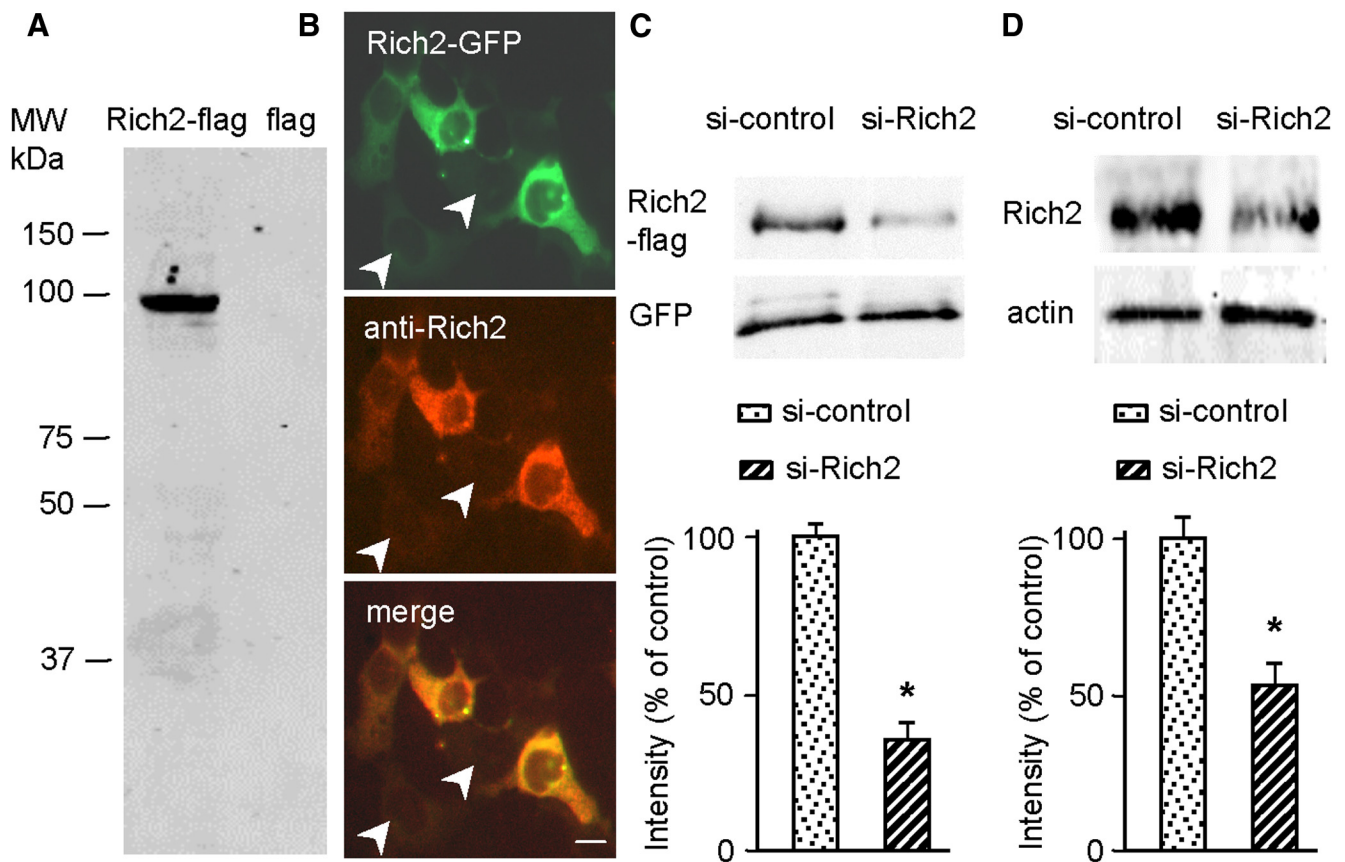 A
MW
kDa
Rich2-flag flag
150
100
75
50
37
B
Rich2-GFP
anti-Rich2
merge
C
si-control si-Rich2
Rich2
-flag
GFP
si-control
si-Rich2
Intensity (% of control)
100
50
0
*
D
si-control si-Rich2
Rich2
actin
si-control
si-Rich2
Intensity (% of control)
100
50
0
*